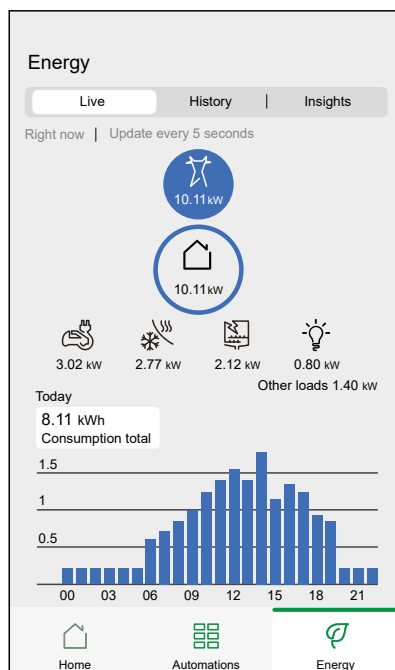 Energy
Live History | Insights
Right now | Update every 5 seconds
10.11 kW
10.11 kW
3.02 kW 2.77 kW 2.12 kW 0.80 kW
Other loads 1.40 kW
Today
8.11 kWh
Consumption total
1.5
1
0.5
00 03 06 09 12 15 18 21
Home Automations Energy